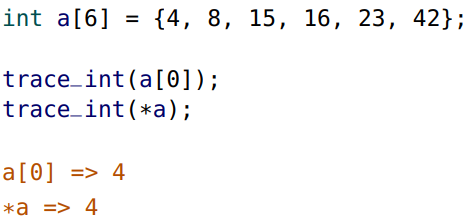 int a[6] = {4, 8, 15, 16, 23, 42};
trace_int(a[0]);
trace_int(*a);
a[0] => 4
*a => 4